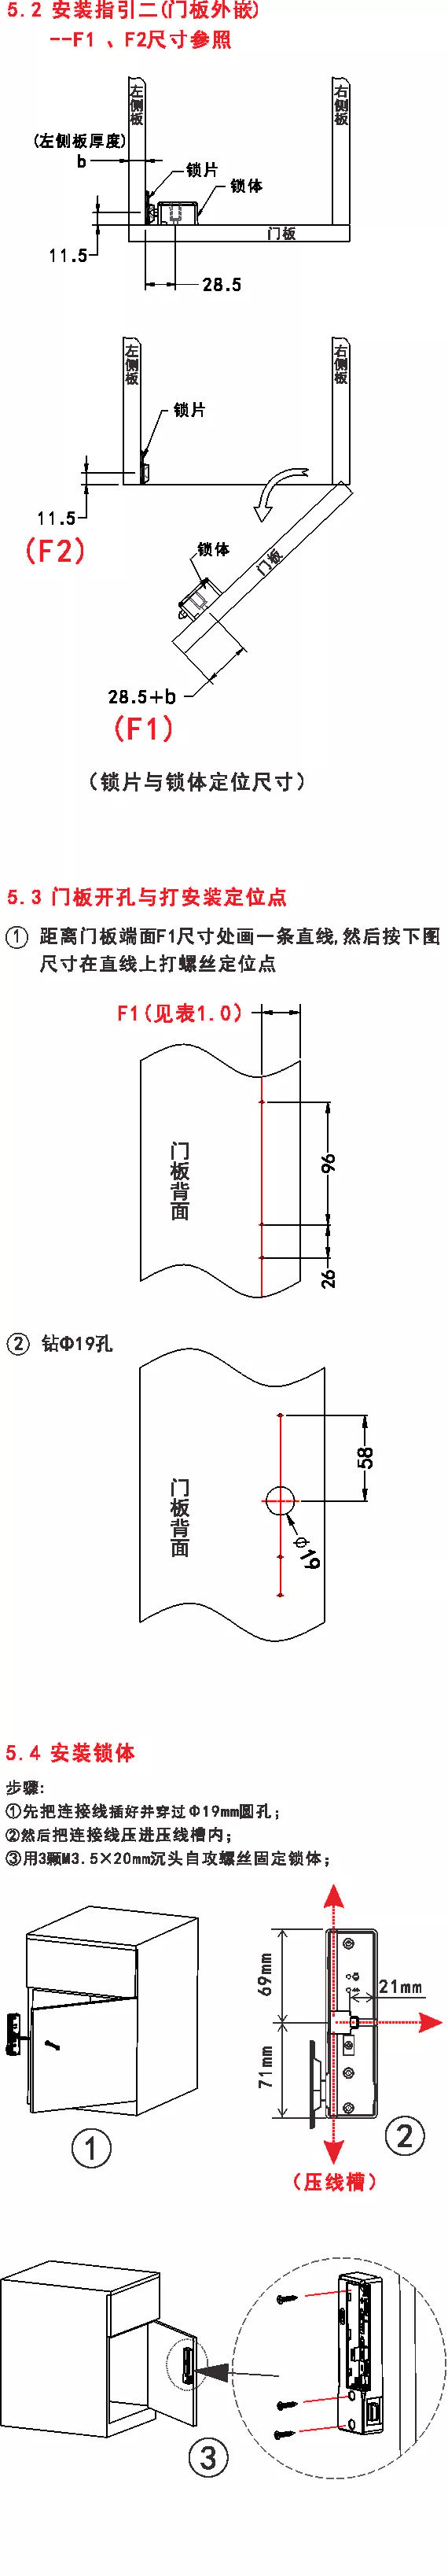 5.2 安装指引二(门板外嵌)
--F1 、F2尺寸参照
左侧板
右侧板
(左侧板厚度)
b
锁片
锁体
门板
11.5
28.5
左侧板
右侧板
锁片
11.5
(F2)
锁体
门板
28.5+b
(F1)
（锁片与锁体定位尺寸）
5.3 门板开孔与打安装定位点
① 距离门板端面F1尺寸处画一条直线,然后按下图
尺寸在直线上打螺丝定位点
F1(见表1.0)
门板背面
96
26
② 钻Φ19孔
58
门板背面
Φ19
5.4 安装锁体
步骤:
①先把连接线插好并穿过Φ19mm圆孔；
②然后把连接线压进压线槽内；
③用3颗M3.5×20mm沉头自攻螺丝固定锁体；
69mm
21mm
71mm
①
②
（压线槽）
③